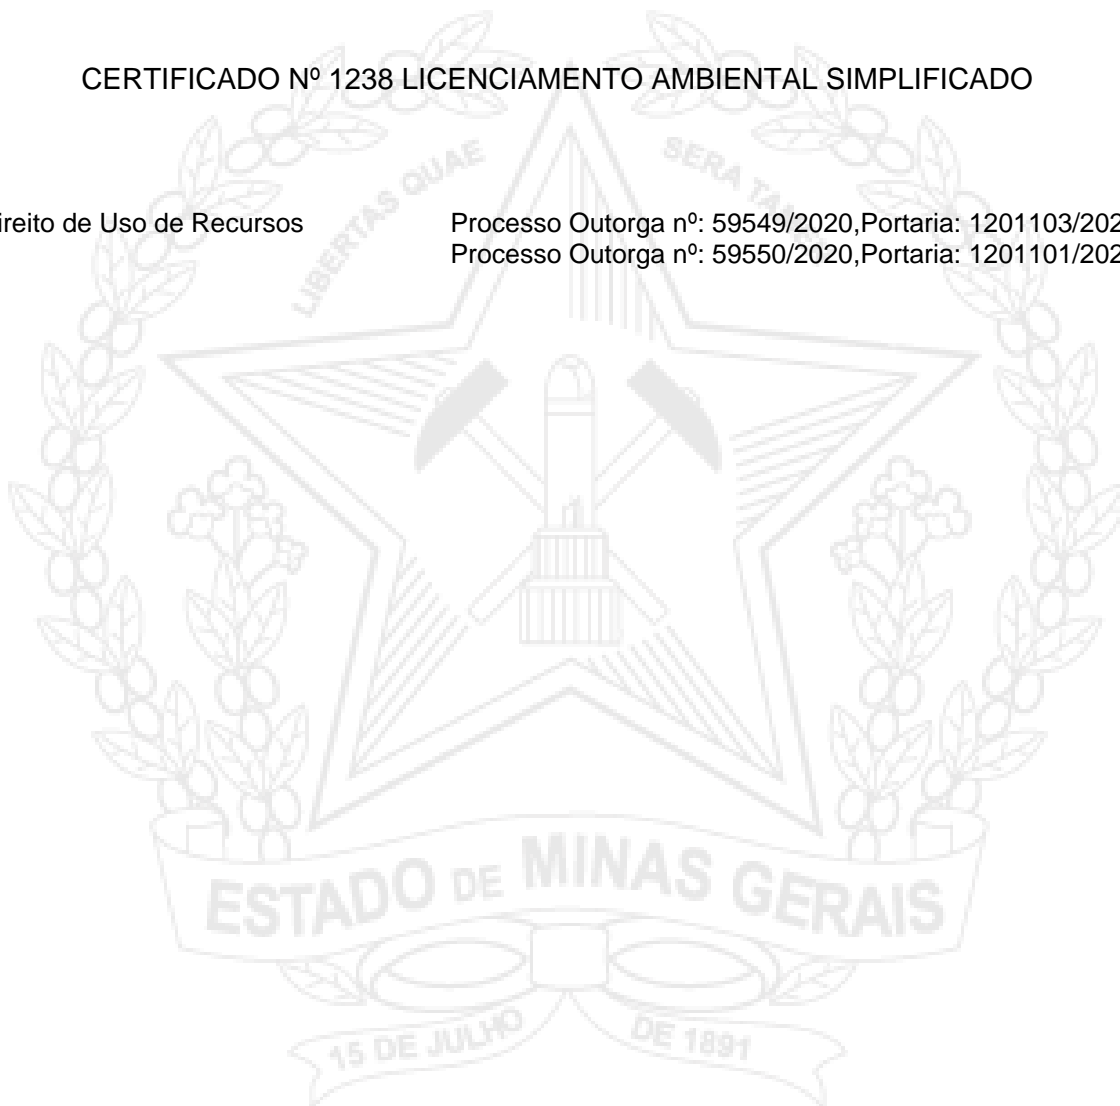 CERTIFICADO Nº 1238 LICENCIAMENTO AMBIENTAL SIMPLIFICADO
LIBERTAS QUAE SERA TAMEN
ireito de Uso de Recursos
Processo Outorga nº: 59549/2020,Portaria: 1201103/202
Processo Outorga nº: 59550/2020,Portaria: 1201101/202
ESTADO DE MINAS GERAIS
15 DE JULHO DE 1891